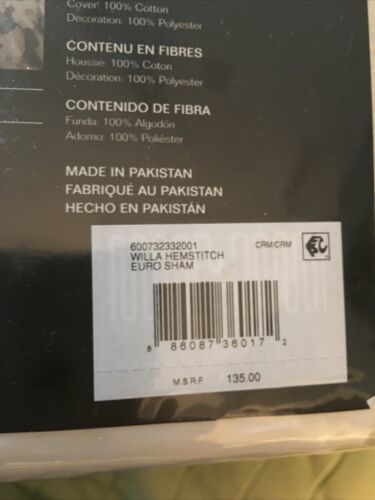 Cover: 100% Cotton
Decoration: 100% Polyester
CONTENU EN FIBRES
Housse: 100% Coton
Décoration: 100% Polyester
CONTENIDO DE FIBRA
Funda: 100% Algodón
Adorno: 100% Poliéster
MADE IN PAKISTAN
FABRIQUÉ AU PAKISTAN
HECHO EN PAKISTÁN
600732332001 CRM/CRM
WILLA HEMSTITCH
EURO SHAM
8 86087 36017 2
M.S.R.P 135.00